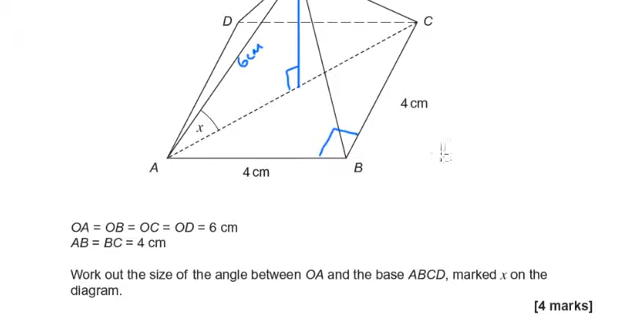 D
C
6cm
4 cm
x
A
B
4 cm
OA = OB = OC = OD = 6 cm
AB = BC = 4 cm
Work out the size of the angle between OA and the base ABCD, marked x on the
diagram.
[4 marks]